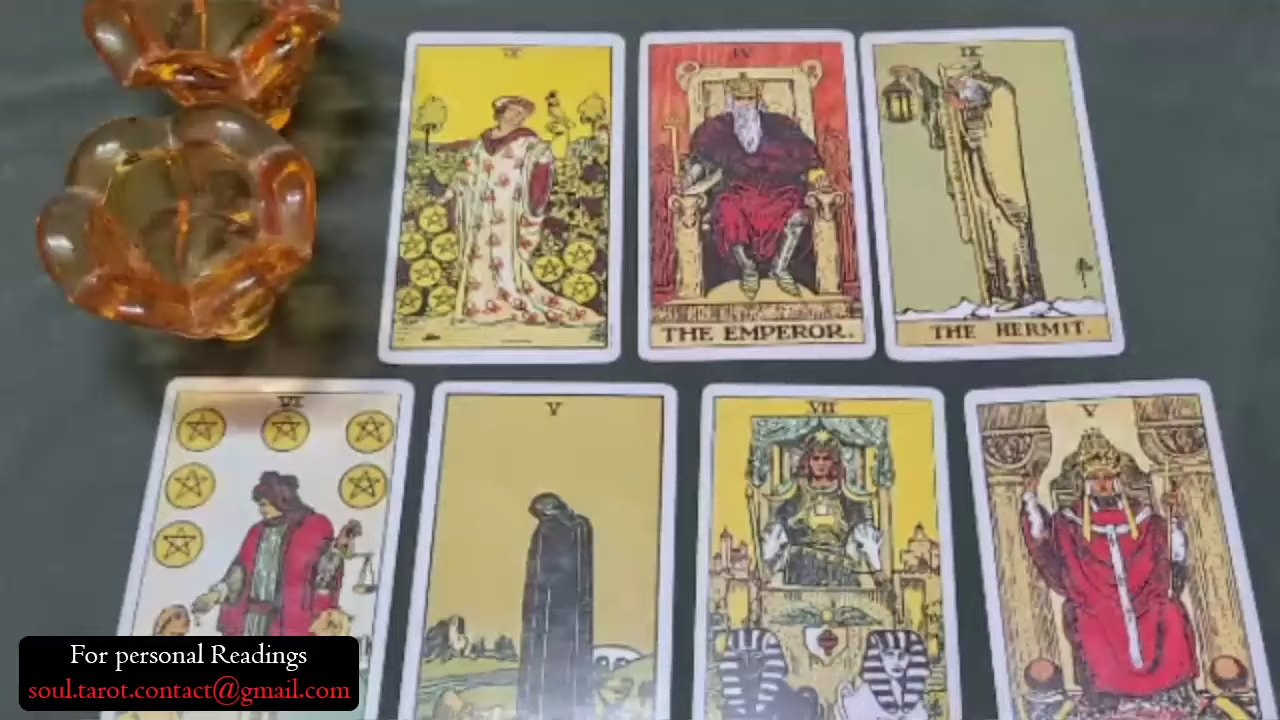 IX
IV
IX
THE EMPEROR.
THE HERMIT.
VI
V
VII
V
For personal Readings
soul.tarot.contact@gmail.com